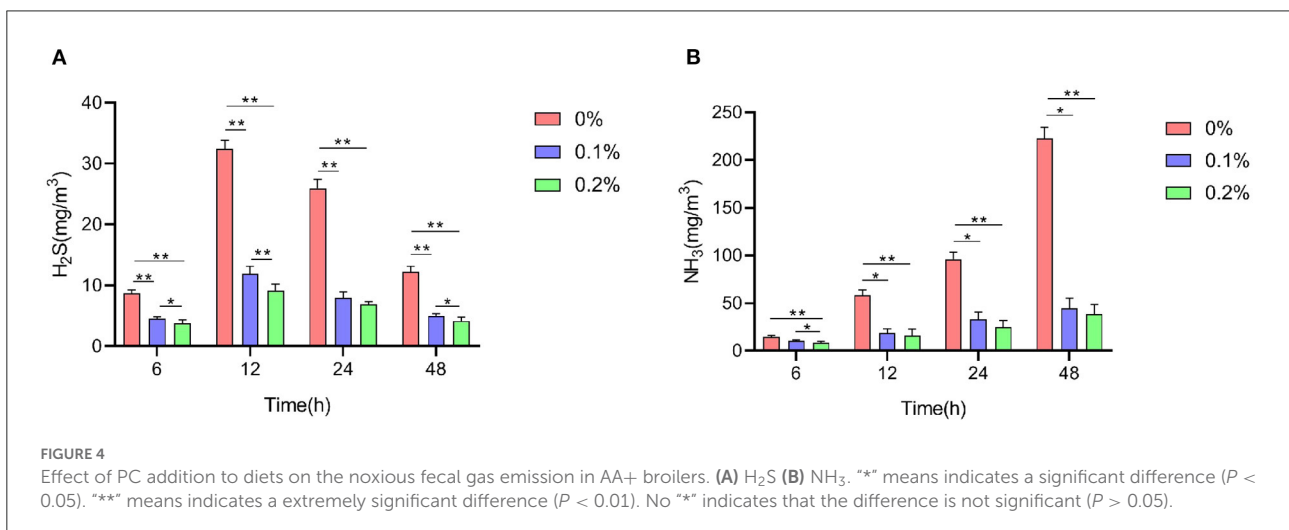 A
H₂S(mg/m³)
40
30
20
10
0
** ** *
** ** **
** **
** ** *
6 12 24 48
Time(h)
0%
0.1%
0.2%
B
NH₃(mg/m³)
250
200
150
100
50
0
** *
** *
** *
** *
6 12 24 48
Time(h)
0%
0.1%
0.2%
FIGURE 4
Effect of PC addition to diets on the noxious fecal gas emission in AA+ broilers. (A) H₂S (B) NH₃. “*” means indicates a significant difference (P <
0.05). “**” means indicates a extremely significant difference (P < 0.01). No “*” indicates that the difference is not significant (P > 0.05).